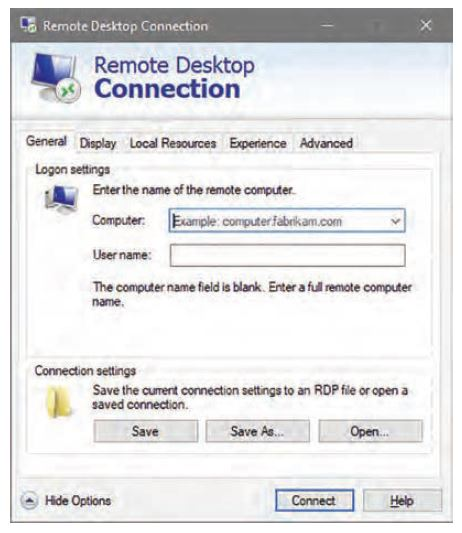 Remote Desktop Connection
Remote Desktop
Connection
General Display Local Resources Experience Advanced
Logon settings
Enter the name of the remote computer.
Computer: Example: computer.fabrikam.com
User name:
The computer name field is blank. Enter a full remote computer
name.
Connection settings
Save the current connection settings to an RDP file or open a
saved connection.
Save Save As... Open...
Hide Options Connect Help